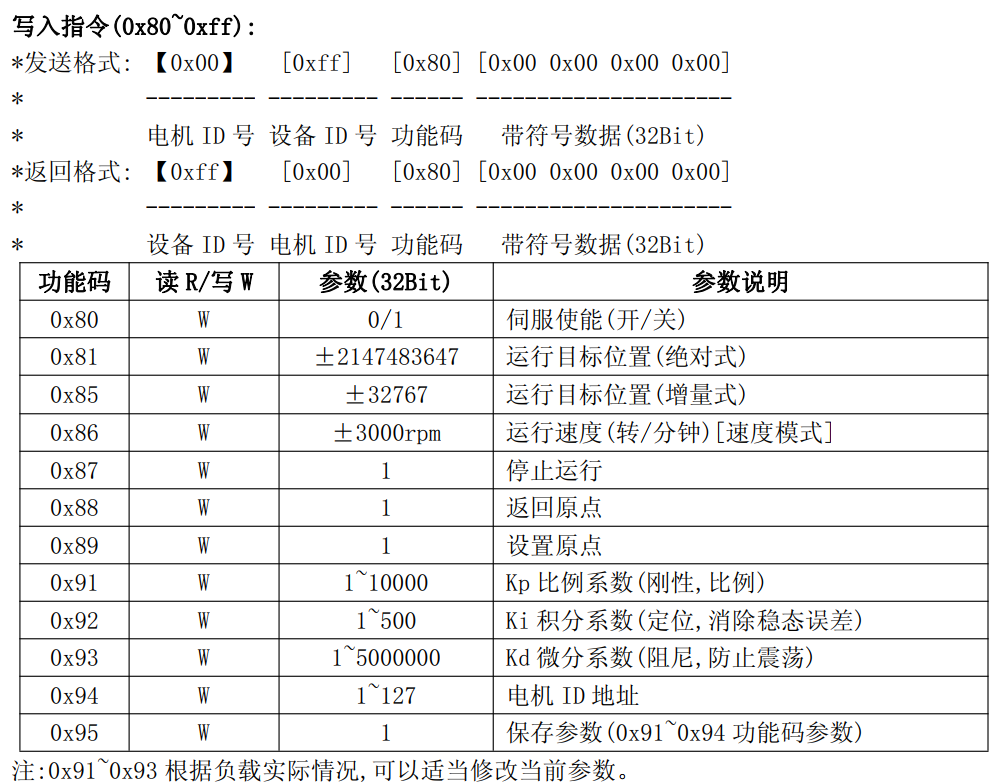 写入指令(0x80~0xff):
*发送格式: 【0x00】 [0xff] [0x80] [0x00 0x00 0x00 0x00]
* --------- --------- ------ ---------------------
* 电机 ID 号 设备 ID 号 功能码 带符号数据(32Bit)
*返回格式: 【0xff】 [0x00] [0x80] [0x00 0x00 0x00 0x00]
* --------- --------- ------ ---------------------
* 设备 ID 号 电机 ID 号 功能码 带符号数据(32Bit)
功能码 读 R/写 W 参数(32Bit) 参数说明
0x80 W 0/1 伺服使能(开/关)
0x81 W ±2147483647 运行目标位置(绝对式)
0x85 W ±32767 运行目标位置(增量式)
0x86 W ±3000rpm 运行速度(转/分钟)[速度模式]
0x87 W 1 停止运行
0x88 W 1 返回原点
0x89 W 1 设置原点
0x91 W 1~10000 Kp 比例系数(刚性,比例)
0x92 W 1~500 Ki 积分系数(定位,消除稳态误差)
0x93 W 1~5000000 Kd 微分系数(阻尼,防止震荡)
0x94 W 1~127 电机 ID 地址
0x95 W 1 保存参数(0x91~0x94 功能码参数)
注:0x91~0x93 根据负载实际情况,可以适当修改当前参数。